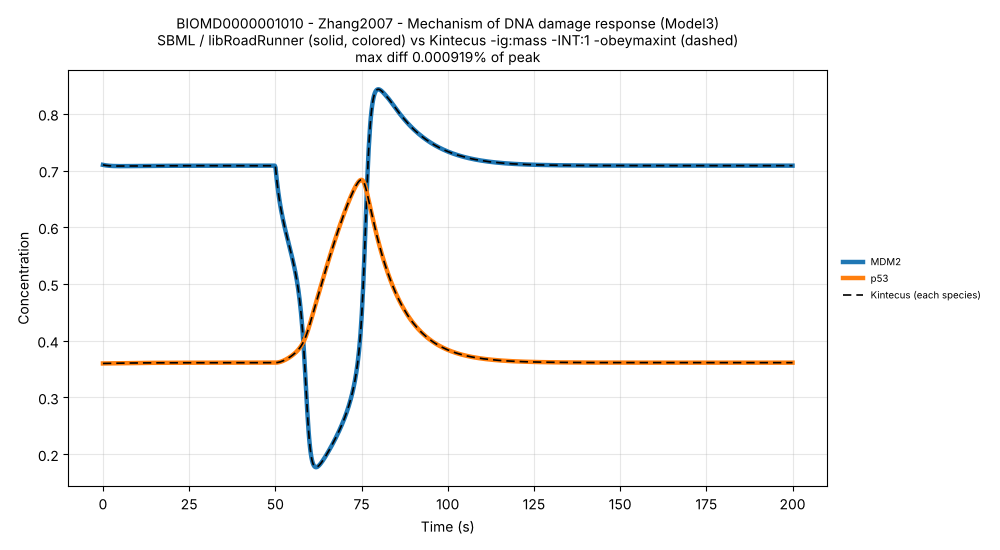 BIOMD0000001010 - Zhang2007 - Mechanism of DNA damage response (Model3)
SBML / libRoadRunner (solid, colored) vs Kintecus -ig:mass -INT:1 -obeymaxint (dashed)
max diff 0.000919% of peak
Concentration
0.8
0.7
0.6
0.5
0.4
0.3
0.2
0 25 50 75 100 125 150 175 200
Time (s)
MDM2
p53
Kintecus (each species)